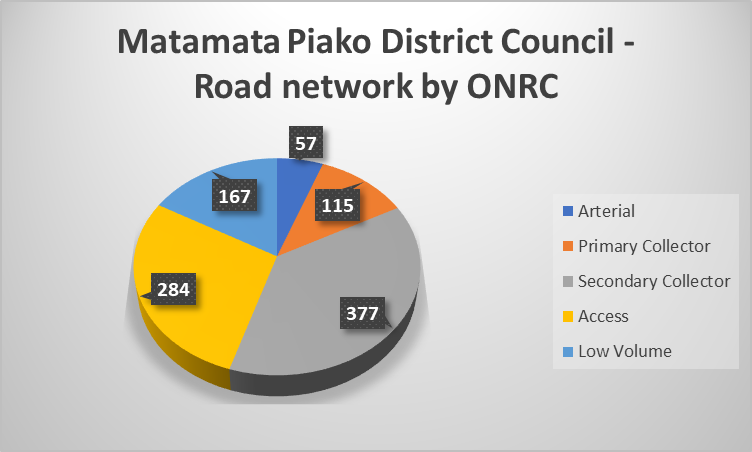 Matamata Piako District Council -
Road network by ONRC
57
115
167
284
377
Arterial
Primary Collector
Secondary Collector
Access
Low Volume